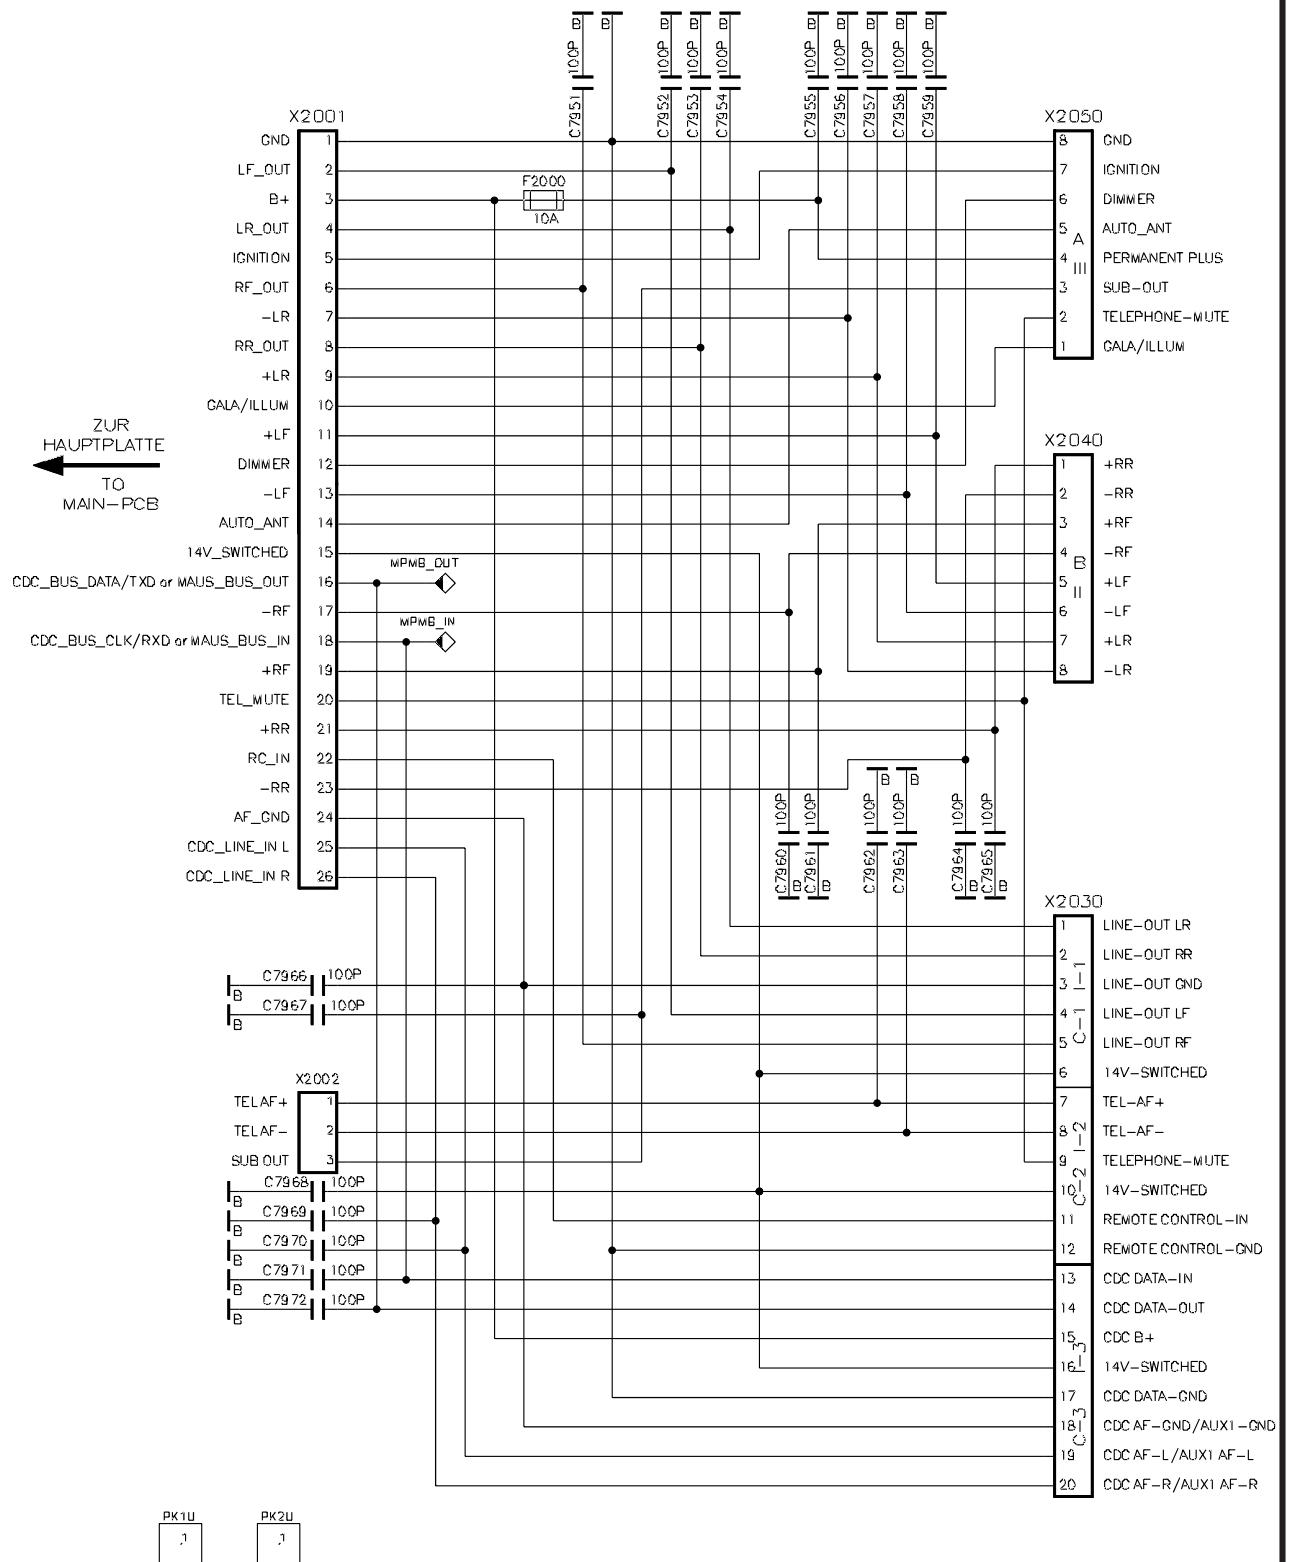 B B B B B B B B B B
100P 100P 100P 100P 100P 100P 100P 100P 100P
C7951 C7952 C7953 C7954 C7955 C7956 C7957 C7958 C7959
X2001
GND 1
LF_OUT 2
B+ 3
LR_OUT 4
IGNITION 5
RF_OUT 6
-LR 7
RR_OUT 8
+LR 9
GALA/ILLUM 10
+LF 11
DIMMER 12
-LF 13
AUTO_ANT 14
14V_SWITCHED 15
CDC_BUS_DATA/TXD or MAUS_BUS_OUT 16
-RF 17
CDC_BUS_CLK/RXD or MAUS_BUS_IN 18
+RF 19
TEL_MUTE 20
+RR 21
RC_IN 22
-RR 23
AF_GND 24
CDC_LINE_IN L 25
CDC_LINE_IN R 26
ZUR
HAUPTPLATTE
TO
MAIN-PCB
F2000
10A
MPMB_OUT
MPMB_IN
X2050
8 GND
7 IGNITION
6 DIMMER
5 AUTO_ANT
4 PERMANENT PLUS
3 SUB-OUT
2 TELEPHONE-MUTE
1 GALA/ILLUM
A
III
X2040
1 +RR
2 -RR
3 +RF
4 -RF
5 +LF
6 -LF
7 +LR
8 -LR
B
II
B B
100P 100P 100P 100P 100P 100P
C7960 C7961 C7962 C7963 C7964 C7965
B B B B
X2030
1 LINE-OUT LR
2 LINE-OUT RR
3 LINE-OUT GND
4 LINE-OUT LF
5 LINE-OUT RF
6 14V-SWITCHED
7 TEL-AF+
8 TEL-AF-
9 TELEPHONE-MUTE
10 14V-SWITCHED
11 REMOTE CONTROL-IN
12 REMOTE CONTROL-GND
13 CDC DATA-IN
14 CDC DATA-OUT
15 CDC B+
16 14V-SWITCHED
17 CDC DATA-GND
18 CDC AF-GND/AUX1-GND
19 CDC AF-L/AUX1 AF-L
20 CDC AF-R/AUX1 AF-R
C-1 I-1
C-2 I-2
C-3 I-3
B C7966 100P
B C7967 100P
X2002
TELAF+ 1
TELAF- 2
SUB OUT 3
B C7968 100P
B C7969 100P
B C7970 100P
B C7971 100P
B C7972 100P
PK1U PK2U
1 1